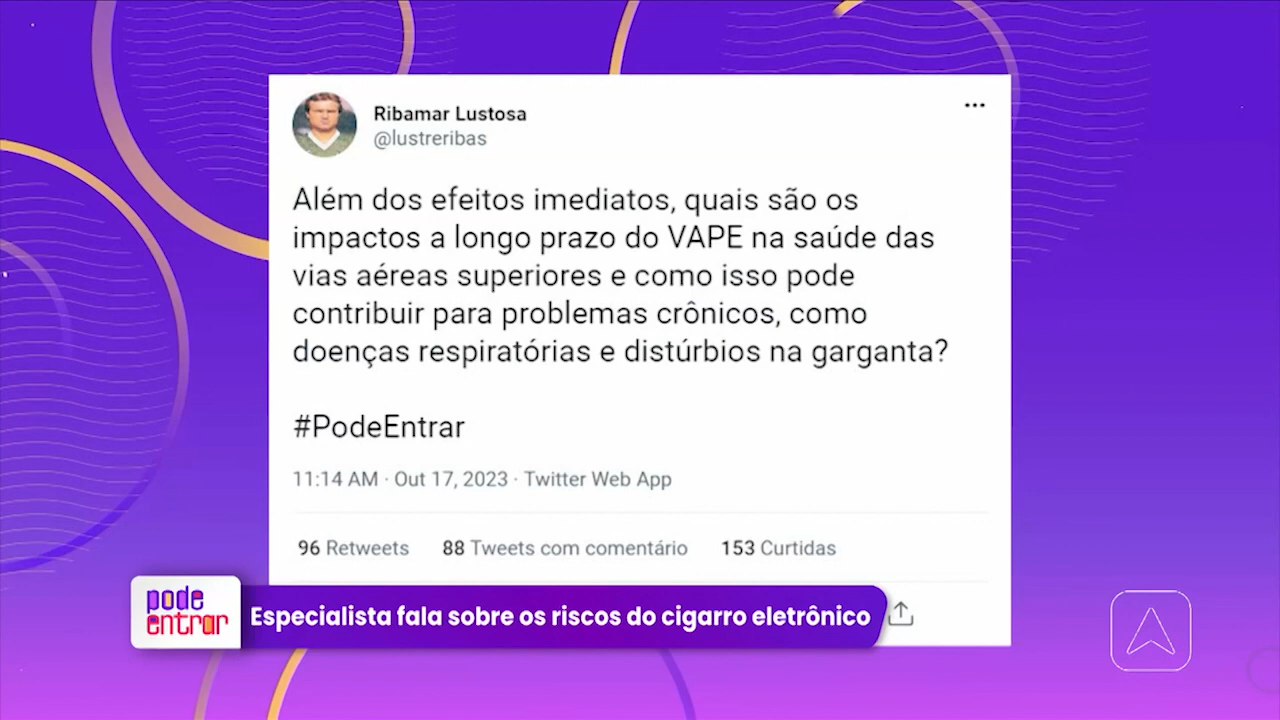 Ribamar Lustosa
@lustreribas
Além dos efeitos imediatos, quais são os
impactos a longo prazo do VAPE na saúde das
vias aéreas superiores e como isso pode
contribuir para problemas crônicos, como
doenças respiratórias e distúrbios na garganta?
#PodeEntrar
11:14 AM · Out 17, 2023 · Twitter Web App
96 Retweets 88 Tweets com comentário 153 Curtidas
pode
entrar
Especialista fala sobre os riscos do cigarro eletrônico